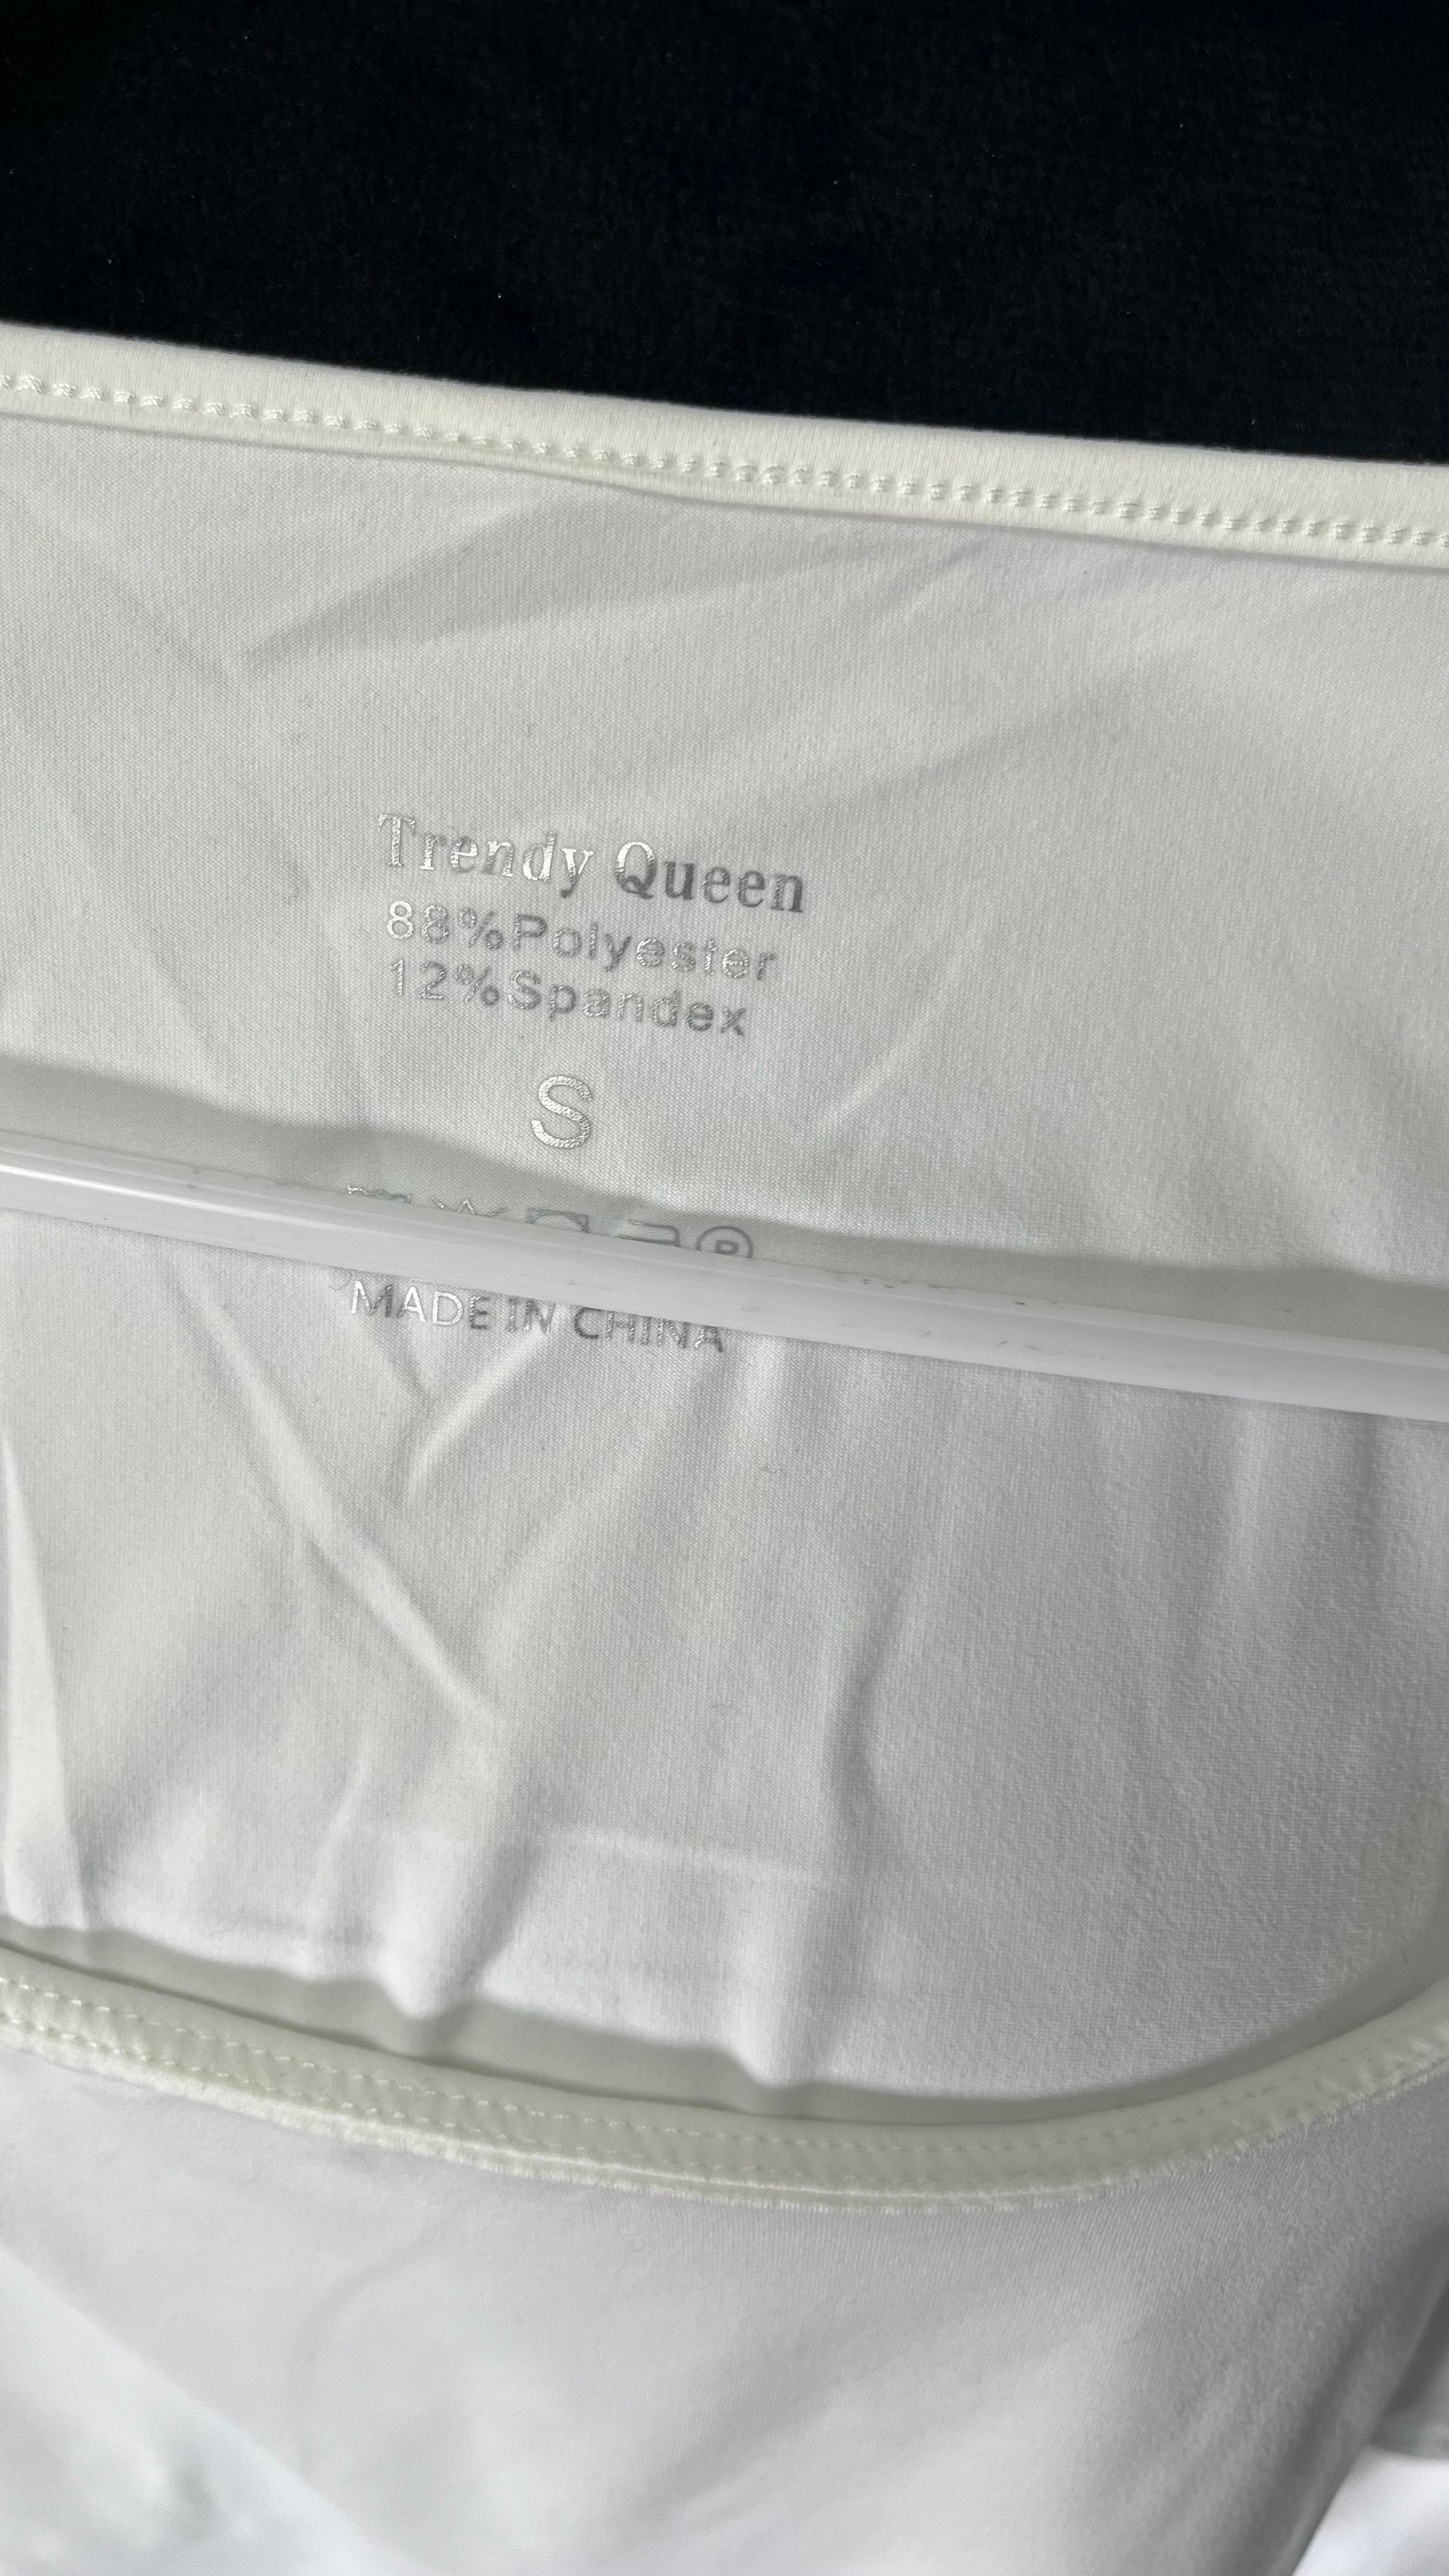 Trendy Queen
88%Polyester
12%Spandex
S
MADE IN CHINA